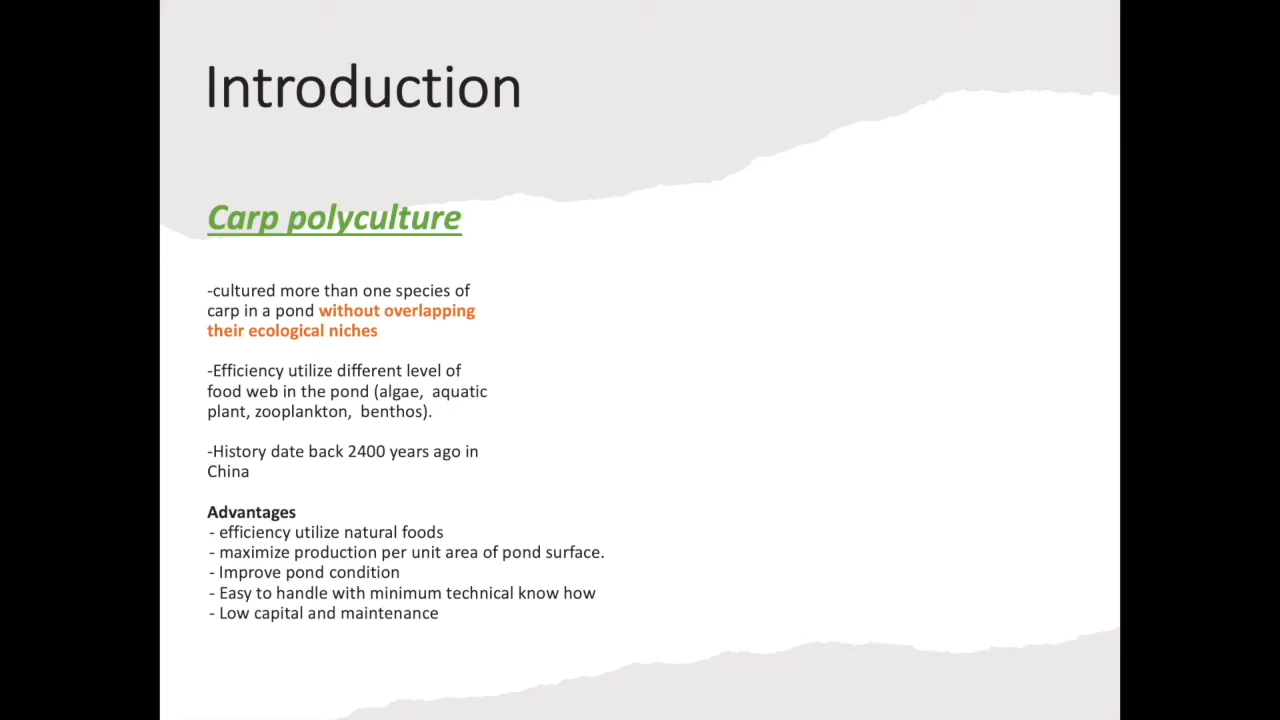 Introduction
Carp polyculture
-cultured more than one species of
carp in a pond without overlapping
their ecological niches
-Efficiency utilize different level of
food web in the pond (algae,  aquatic
plant, zooplankton,  benthos).
-History date back 2400 years ago in
China
Advantages
- efficiency utilize natural foods
- maximize production per unit area of pond surface.
- Improve pond condition
- Easy to handle with minimum technical know how
- Low capital and maintenance